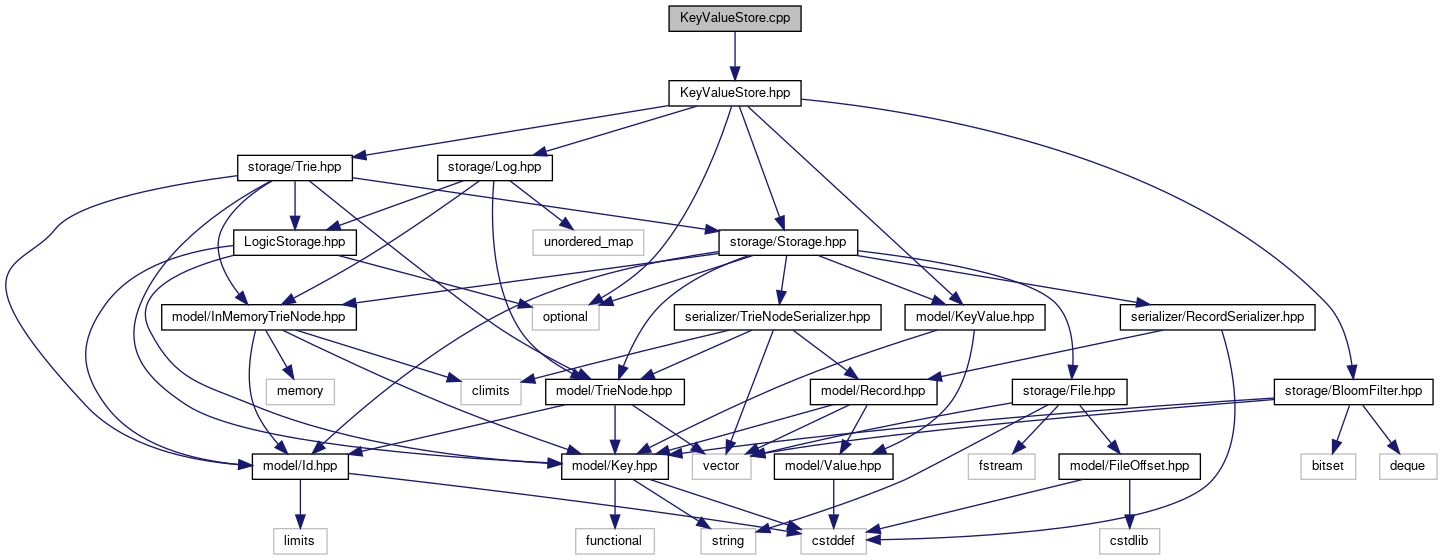 KeyValueStore.cpp
KeyValueStore.hpp
storage/Trie.hpp
storage/Log.hpp
LogicStorage.hpp
unordered_map
storage/Storage.hpp
model/InMemoryTrieNode.hpp
optional
serializer/TrieNodeSerializer.hpp
model/KeyValue.hpp
serializer/RecordSerializer.hpp
memory
climits
model/TrieNode.hpp
model/Record.hpp
storage/File.hpp
storage/BloomFilter.hpp
model/Id.hpp
model/Key.hpp
vector
model/Value.hpp
fstream
model/FileOffset.hpp
bitset
deque
limits
functional
string
cstddef
cstdlib